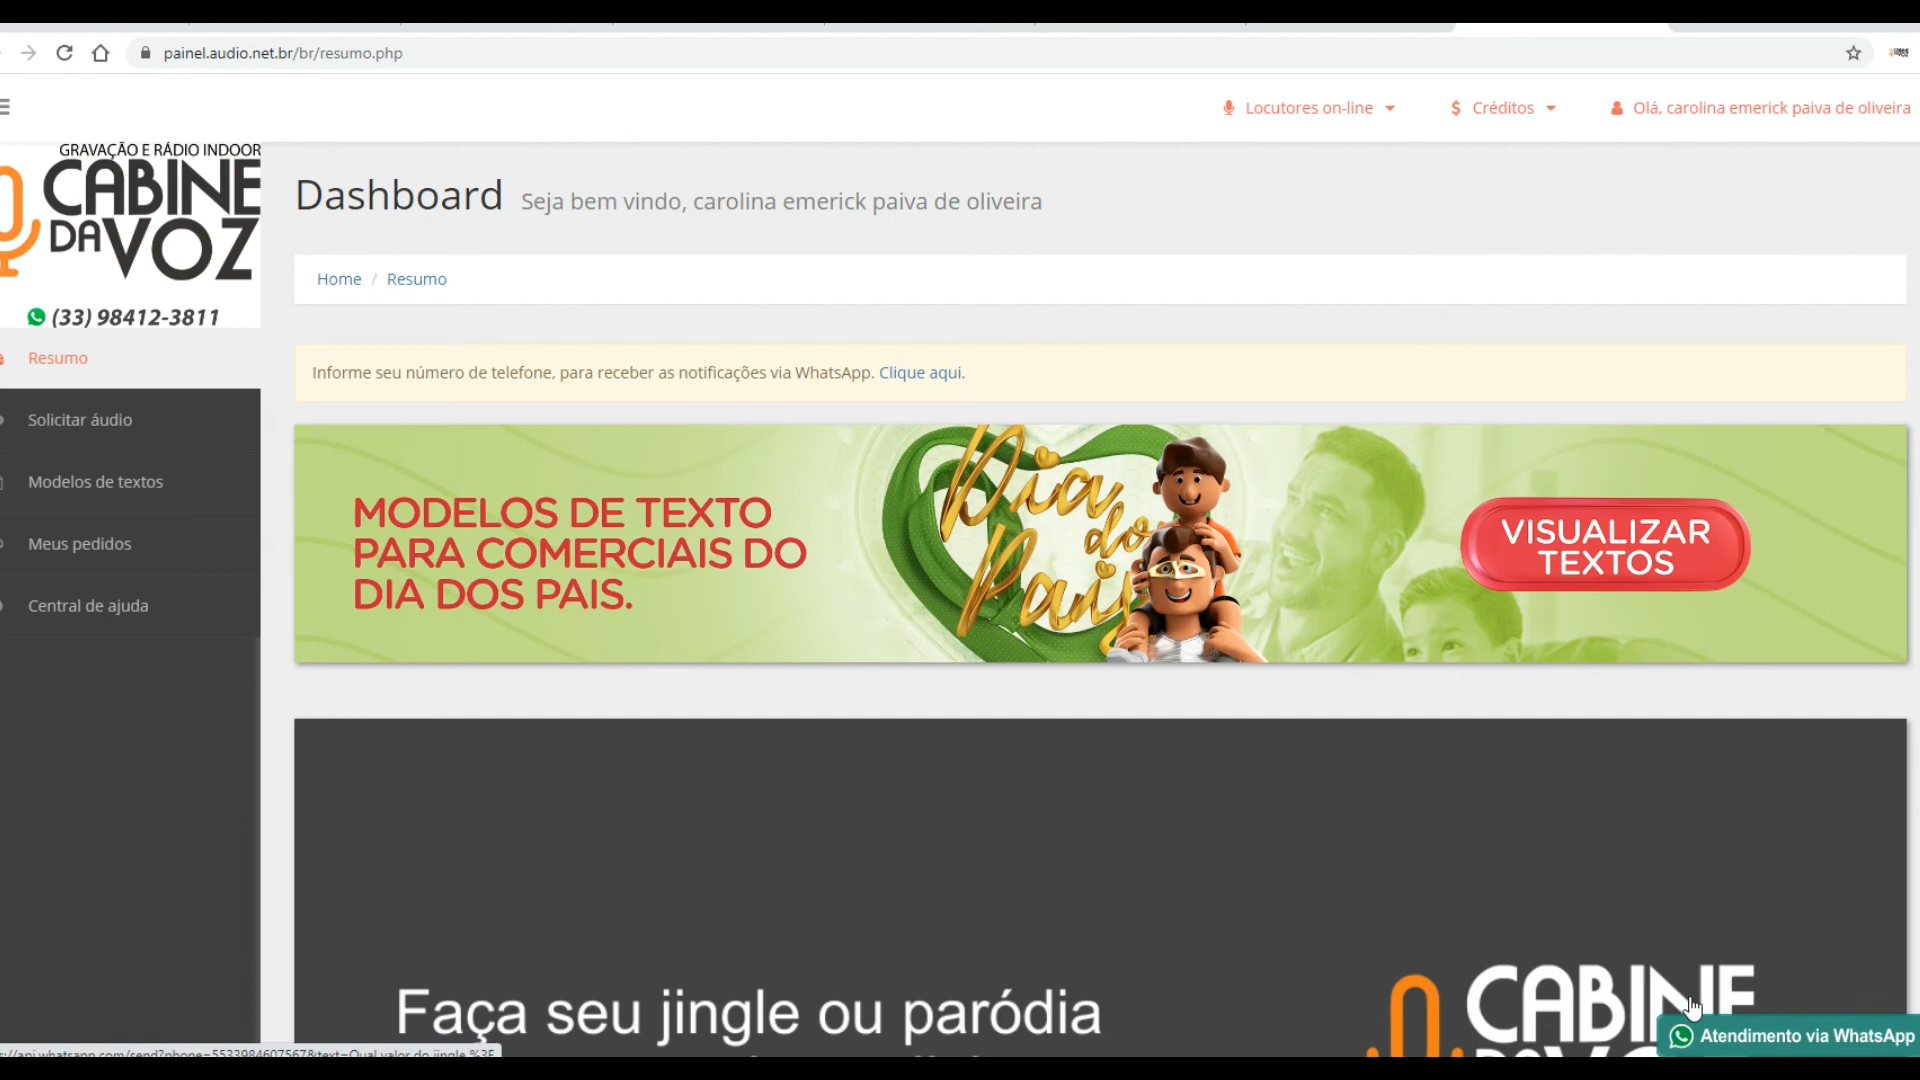 painel.audio.net.br/br/resumo.php
Locutores on-line
$ Créditos
Olá, carolina emerick paiva de oliveira
GRAVAÇÃO E RÁDIO INDOOR
CABINE
DA VOZ
(33) 98412-3811
Dashboard Seja bem vindo, carolina emerick paiva de oliveira
Home / Resumo
Resumo
Solicitar áudio
Modelos de textos
Meus pedidos
Central de ajuda
Informe seu número de telefone, para receber as notificações via WhatsApp. Clique aqui.
MODELOS DE TEXTO
PARA COMERCIAIS DO
DIA DOS PAIS.
Dia
do
Pais
VISUALIZAR
TEXTOS
Faça seu jingle ou paródia
CABINE
Atendimento via WhatsApp